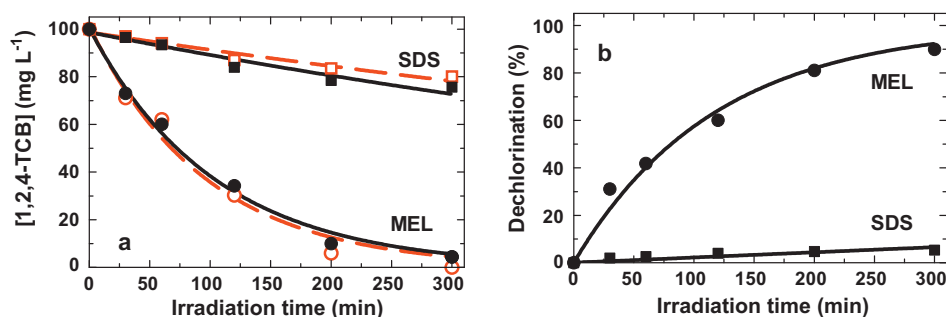 [1,2,4-TCB] (mg L-1)
100
80
60
40
20
0
SDS
MEL
a
0 50 100 150 200 250 300
Irradiation time (min)
Dechlorination (%)
100
80
60
40
20
0
b
MEL
SDS
0 50 100 150 200 250 300
Irradiation time (min)